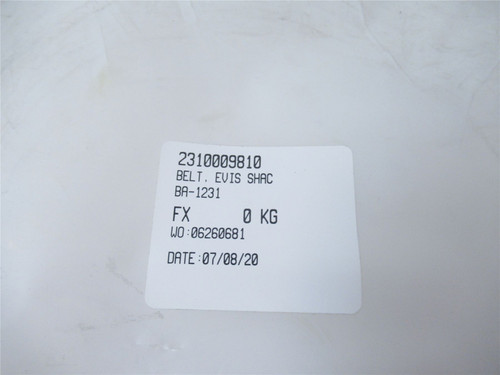 2310009810
BELT. EVIS SHAC
BA-1231
FX 0 KG
WO:06260681
DATE:07/08/20